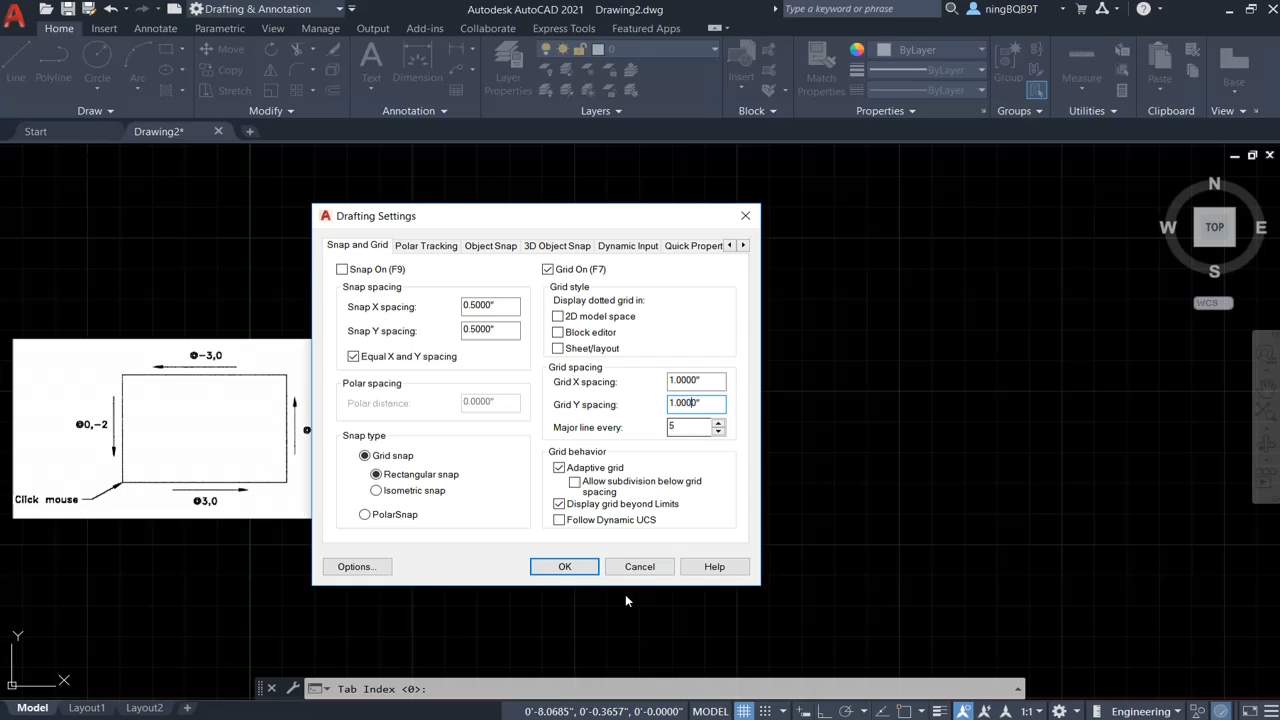 Drafting & Annotation
Autodesk AutoCAD 2021 Drawing2.dwg
Type a keyword or phrase
ningBQB9T
Home Insert Annotate Parametric View Manage Output Add-ins Collaborate Express Tools Featured Apps
Line Polyline Circle Arc
Move
Copy
Stretch
Text Dimension
Layer
Properties
0
Insert
Match
Properties
ByLayer
ByLayer
ByLayer
Group
Measure
Paste
Base
Draw Modify Annotation Layers Block Properties Groups Utilities Clipboard View
Start Drawing2*
N
W TOP E
S
WCS
Drafting Settings
Snap and Grid Polar Tracking Object Snap 3D Object Snap Dynamic Input Quick Propert
Snap On (F9)
Snap spacing
Snap X spacing: 0.5000"
Snap Y spacing: 0.5000"
Equal X and Y spacing
Polar spacing
Polar distance: 0.0000"
Snap type
Grid snap
Rectangular snap
Isometric snap
PolarSnap
Grid On (F7)
Grid style
Display dotted grid in:
2D model space
Block editor
Sheet/layout
Grid spacing
Grid X spacing: 1.0000"
Grid Y spacing: 1.0000"
Major line every: 5
Grid behavior
Adaptive grid
Allow subdivision below grid
spacing
Display grid beyond Limits
Follow Dynamic UCS
Options... OK Cancel Help
@-3,0
@0,-2
@
Click mouse
@3,0
Y
X
Tab Index <0>:
Model Layout1 Layout2
0'-8.0685", 0'-0.3657", 0'-0.0000" MODEL 1:1 Engineering